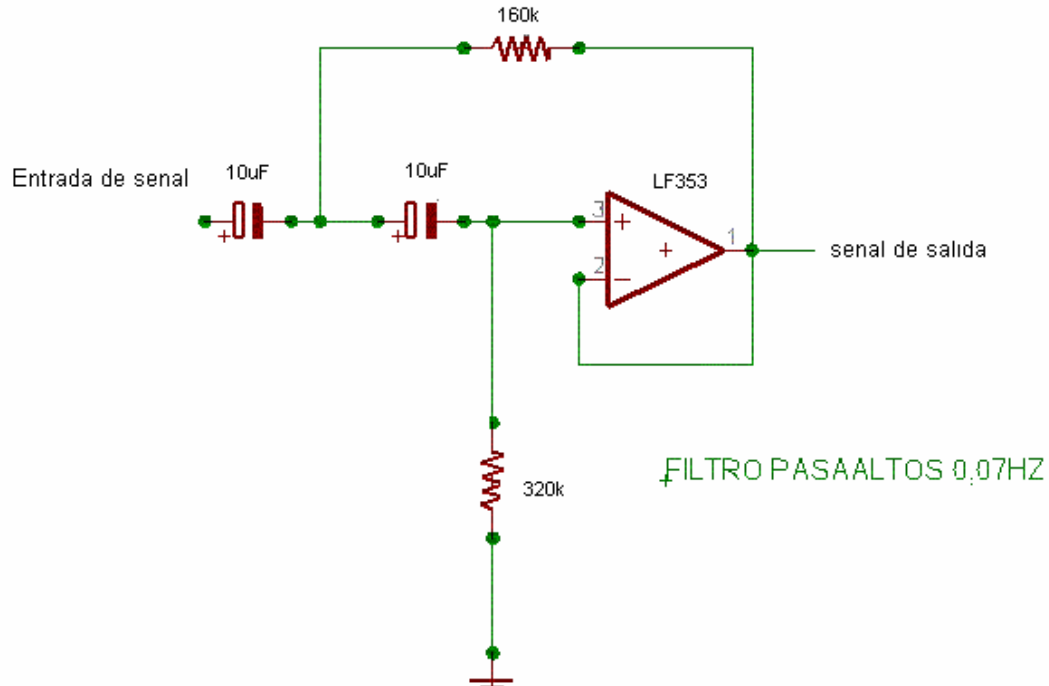 160k
Entrada de senal
10uF
10uF
LF353
3
+
1
2
senal de salida
320k
FILTRO PASAALTOS 0,07HZ